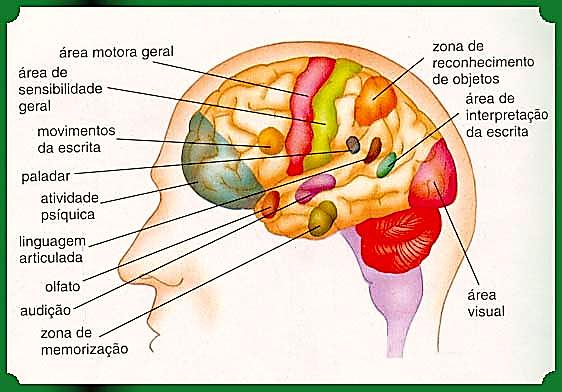 área motora geral
área de
sensibilidade
geral
movimentos
da escrita
paladar
atividade
psíquica
linguagem
articulada
olfato
audição
zona de
memorização
zona de
reconhecimento
de objetos
área de
interpretação
da escrita
área
visual